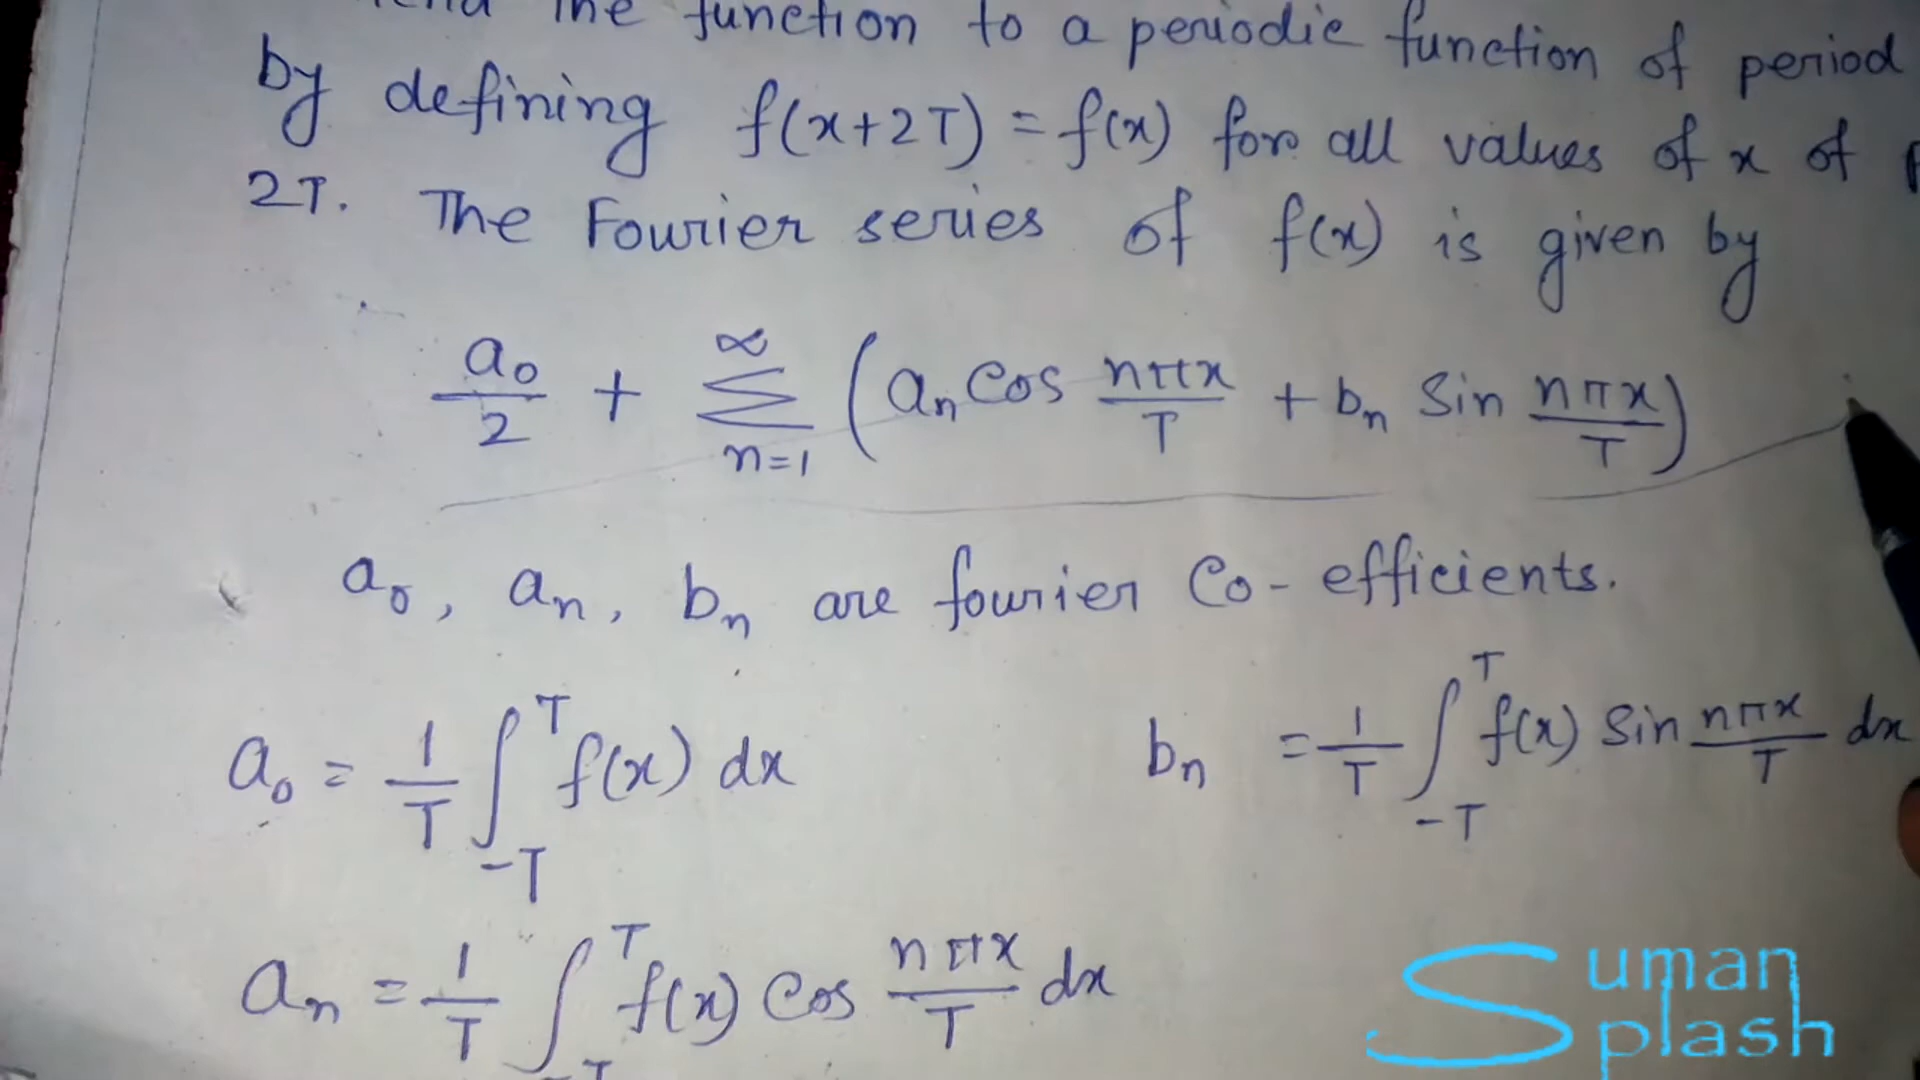 the function to a periodic function of period
by defining f(x+2T) = f(x) for all values of x of
2T. The Fourier series of f(x) is given by
a₀/2 + ∑_{n=1}^{∞} (aₙ Cos nπx/T + bₙ Sin nπx/T)
a₀, aₙ, bₙ are fourier Co-efficients.
a₀ = 1/T ∫_{-T}^{T} f(x) dx
bₙ = 1/T ∫_{-T}^{T} f(x) Sin nπx/T dx
aₙ = 1/T ∫_{-T}^{T} f(x) Cos nπx/T dx
Suman
Splash